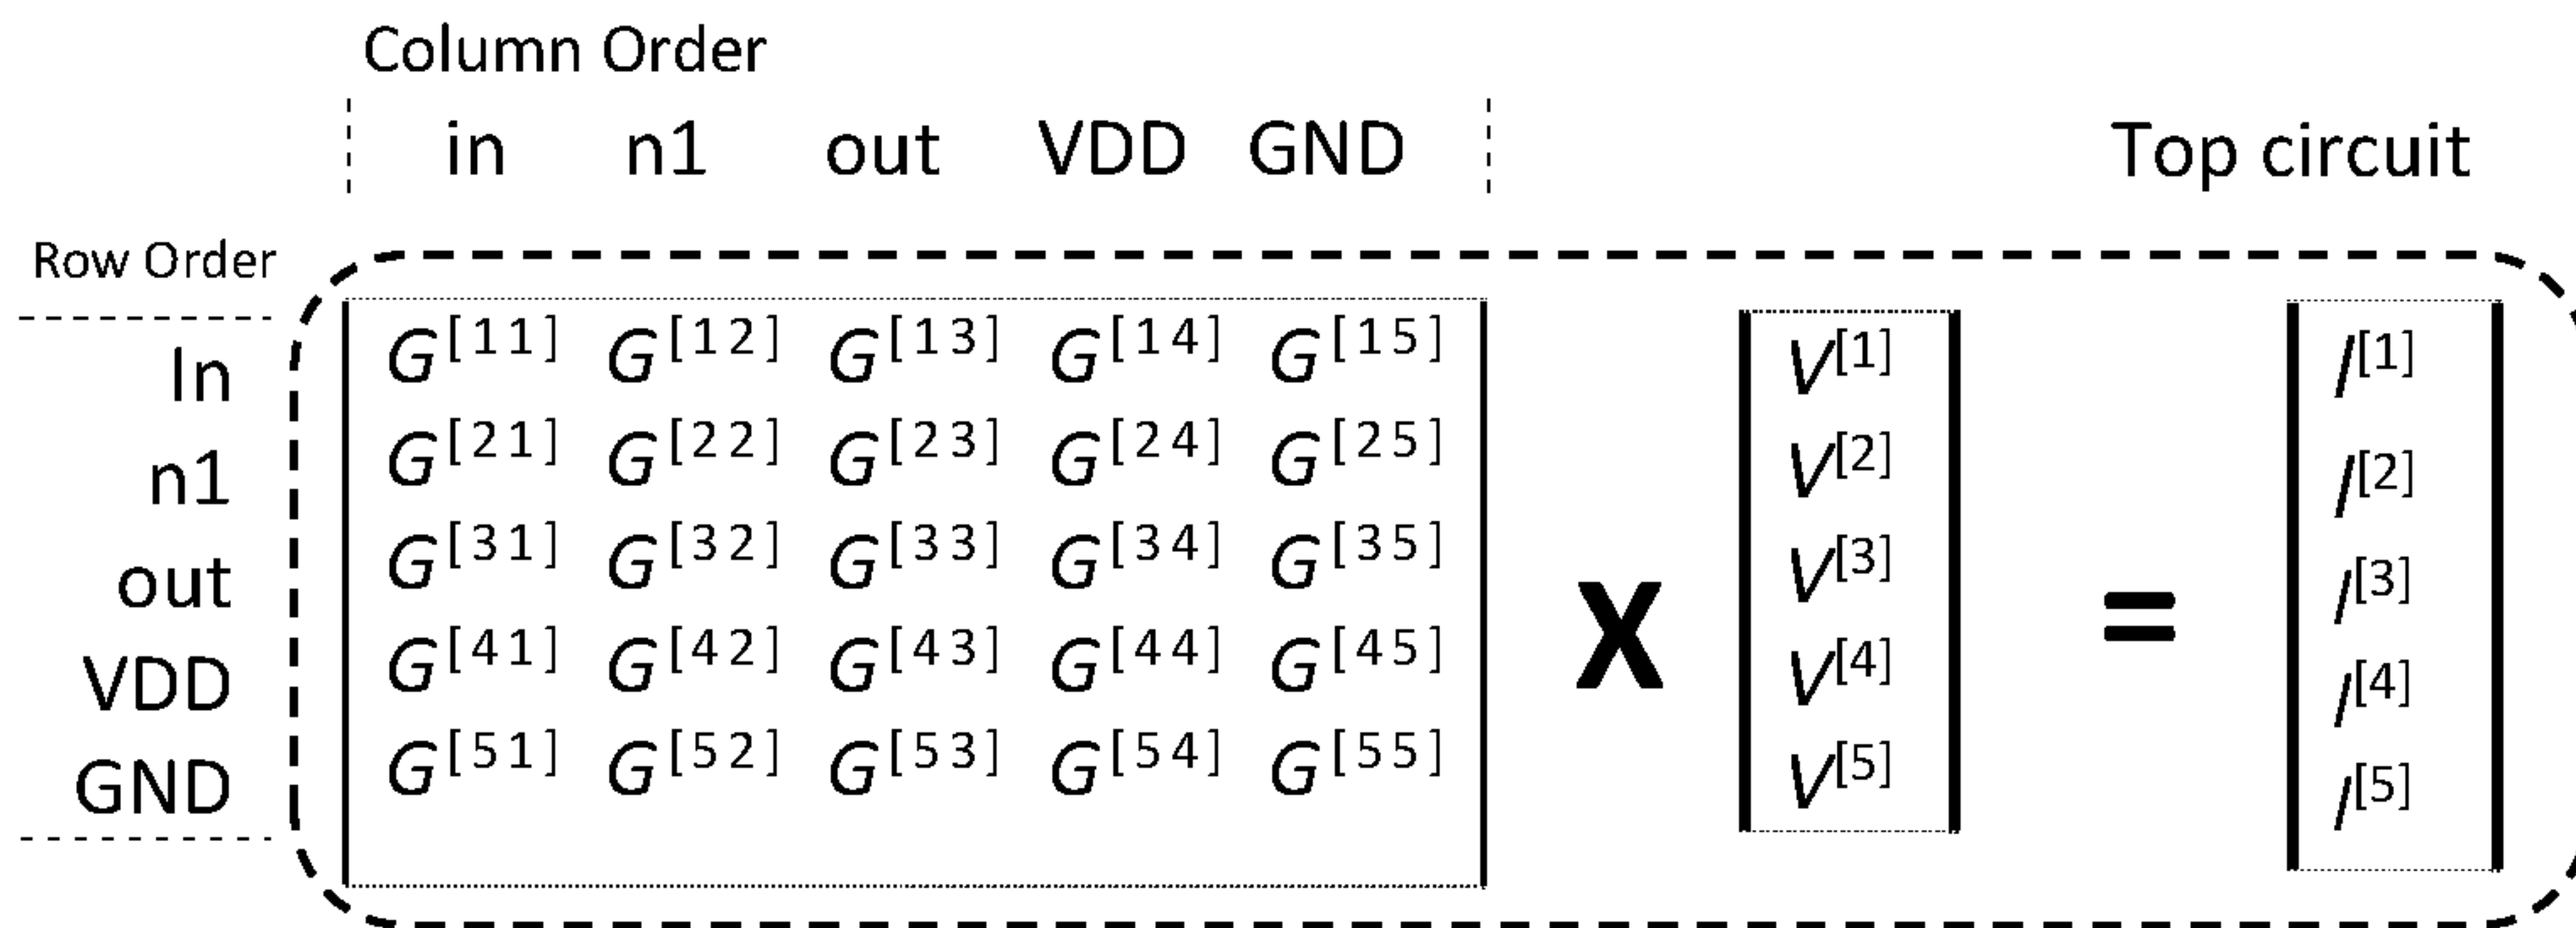 Column Order
in n1 out VDD GND Top circuit
Row Order
In G[11] G[12] G[13] G[14] G[15] V[1] I[1]
n1 G[21] G[22] G[23] G[24] G[25] V[2] I[2]
out G[31] G[32] G[33] G[34] G[35] X V[3] = I[3]
VDD G[41] G[42] G[43] G[44] G[45] V[4] I[4]
GND G[51] G[52] G[53] G[54] G[55] V[5] I[5]